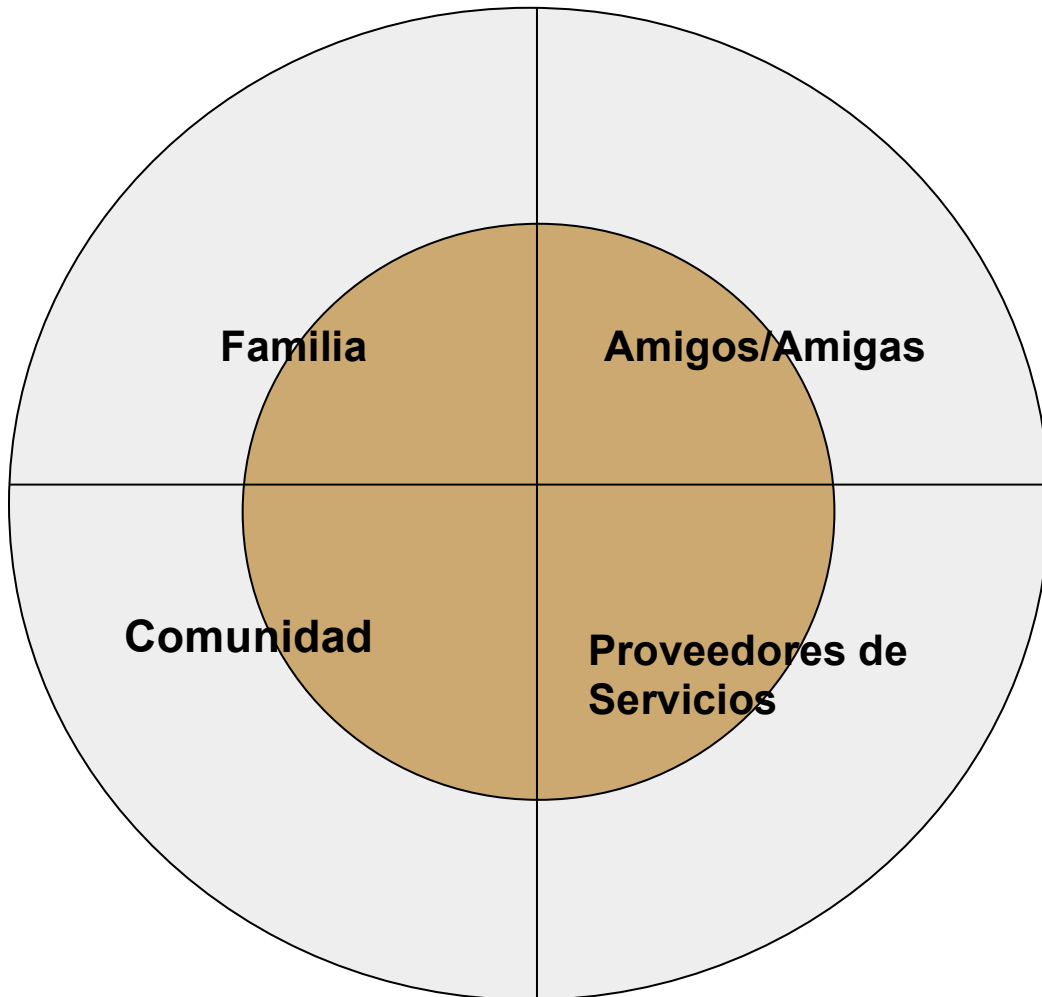 Familia
Amigos/Amigas
Comunidad
Proveedores de
Servicios